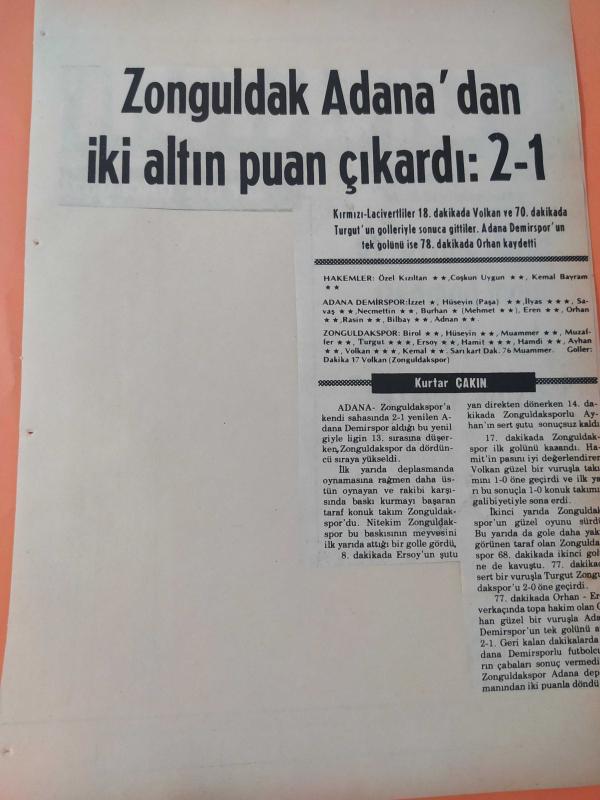 Zonguldak Adana'dan
iki altın puan çıkardı: 2-1
Kırmızı-Lacivertliler 18. dakikada Volkan ve 70. dakikada
Turgut'un golleriyle sonuca gittiler. Adana Demirspor'un
tek golünü ise 78. dakikada Orhan kaydetti
HAKEMLER: Özel Kızıltan ★★, Coşkun Uygun ★★, Kemal Bayram
★★
ADANA DEMİRSPOR: İzzet ★, Hüseyin (Paşa) ★★, İlyas ★★★, Sa-
vaş ★★, Necmettin ★★, Burhan ★ (Mehmet ★★), Eren ★★, Orhan
★★, Rasin ★★, Bilbay ★★, Adnan ★★.
ZONGULDAKSPOR: Birol ★★, Hüseyin ★★, Muammer ★★, Muzaf-
fer ★★, Turgut ★★★, Ersoy ★★, Hamit ★★★, Hamdi ★★, Ayhan
★★, Volkan ★★★, Kemal ★★. Sarı kart Dak. 76 Muammer. Goller:
Dakika 17 Volkan (Zonguldakspor)
Kurtar ÇAKIN
ADANA- Zonguldakspor'a
kendi sahasında 2-1 yenilen A-
dana Demirspor aldığı bu yenil
giyle ligin 13. sırasına düşer-
ken, Zonguldakspor da dördün-
cü sıraya yükseldi.
İlk yarıda deplasmanda
oynamasına rağmen daha üs-
tün oynayan ve rakibi karşı-
sında baskı kurmayı başaran
taraf konuk takım Zonguldak-
spor'du. Nitekim Zonguldak-
spor bu baskısının meyvesini
ilk yarıda attığı bir golle gördü,
8. dakikada Ersoy'un şutu
yan direkten dönerken 14. da-
kikada Zonguldaksporlu Ay-
han'ın sert şutu sonuçsuz kaldı
17. dakikada Zonguldak-
spor ilk golünü kazandı. Ha-
mit'in pasını iyi değerlendiren
Volkan güzel bir vuruşla takı
mını 1-0 öne geçirdi ve ilk ya
rı bu sonuçla 1-0 konuk takımı
galibiyetiyle sona erdi.
İkinci yarıda Zonguldak
spor'un güzel oyunu sürdü
Bu yarıda da gole daha yak
görünen taraf olan Zongulda
spor 68. dakikada ikinci gol
ne de kavuştu. 77. dakika
sert bir vuruşla Turgut Zongu
dakspor'u 2-0 öne geçirdi.
77. dakikada Orhan - Er
verkaçında topa hakim olan O
han güzel bir vuruşla Ada
Demirspor'un tek golünü a
2-1. Geri kalan dakikalarda
dana Demirsporlu futbolcu
rın çabaları sonuç vermedi
Zonguldakspor Adana dep
manından iki puanla döndü